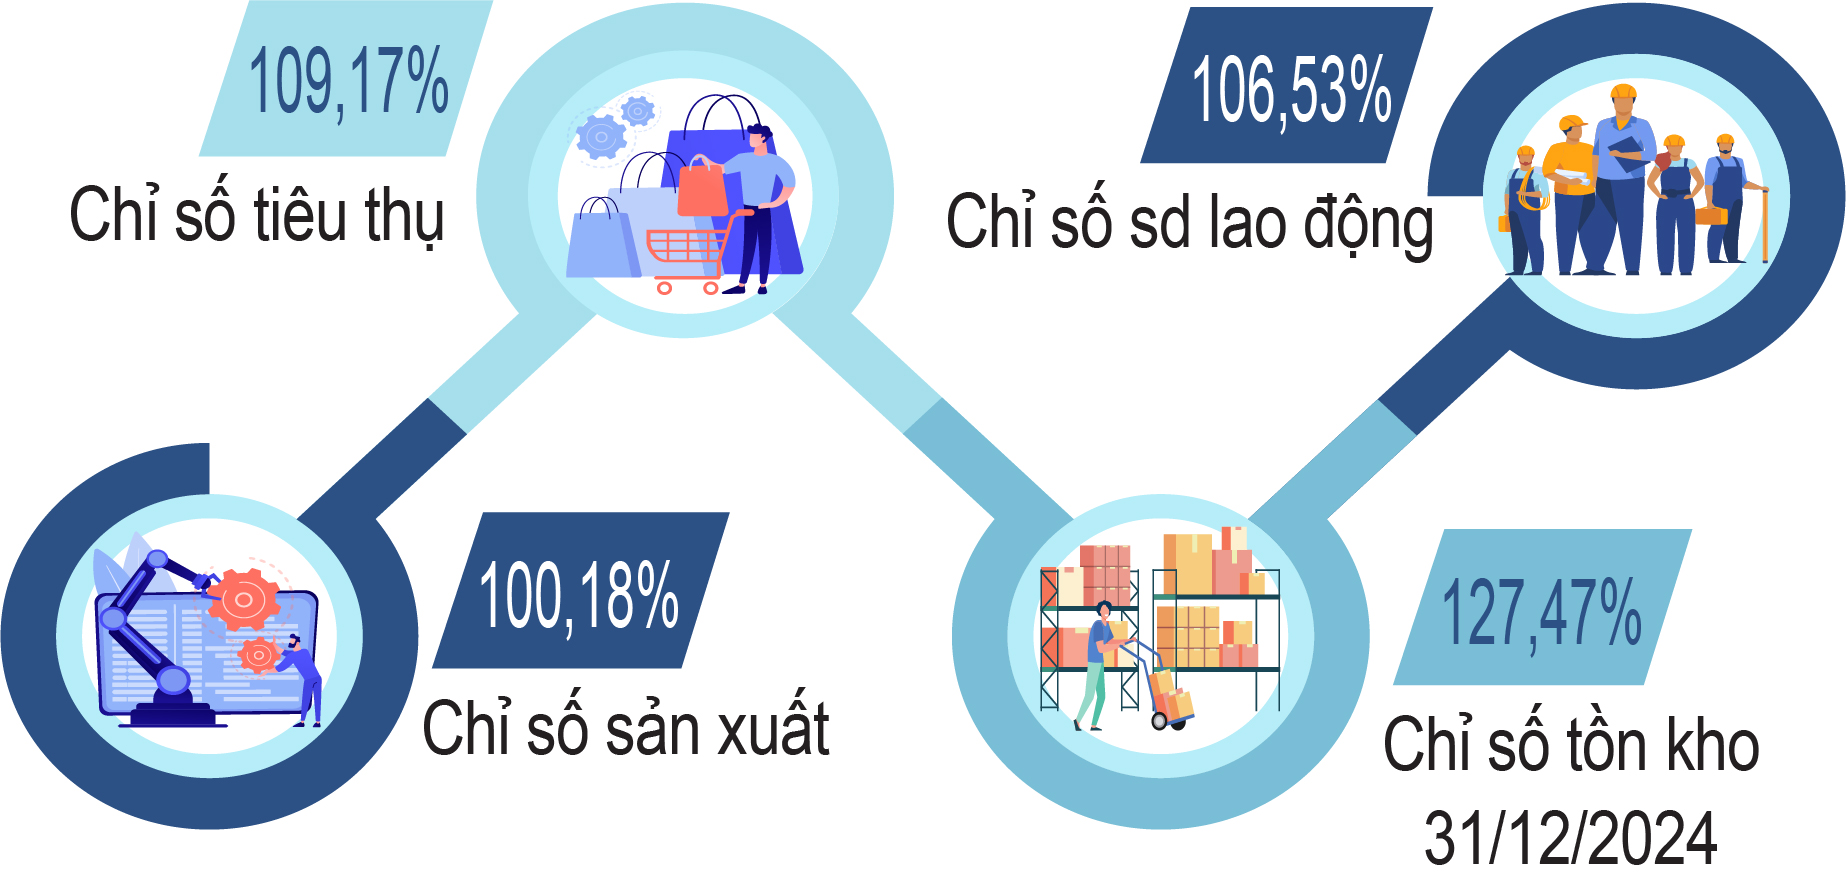 109,17%
Chỉ số tiêu thụ
106,53%
Chỉ số sd lao động
100,18%
Chỉ số sản xuất
127,47%
Chỉ số tồn kho
31/12/2024